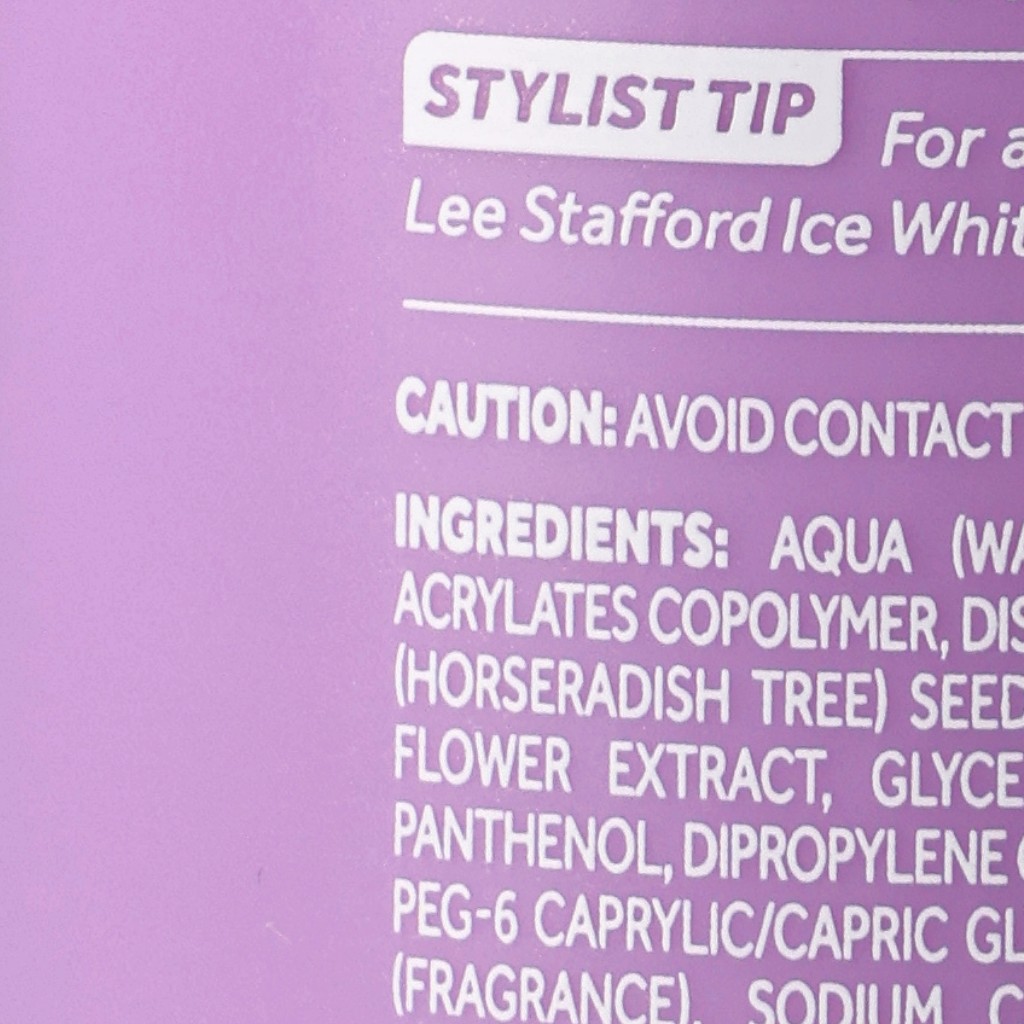 STYLIST TIP For a
Lee Stafford Ice Whit
CAUTION: AVOID CONTACT
INGREDIENTS: AQUA (WA
ACRYLATES COPOLYMER, DIS
(HORSERADISH TREE) SEED
FLOWER EXTRACT, GLYCE
PANTHENOL, DIPROPYLENE
PEG-6 CAPRYLIC/CAPRIC GL
(FRAGRANCE), SODIUM C